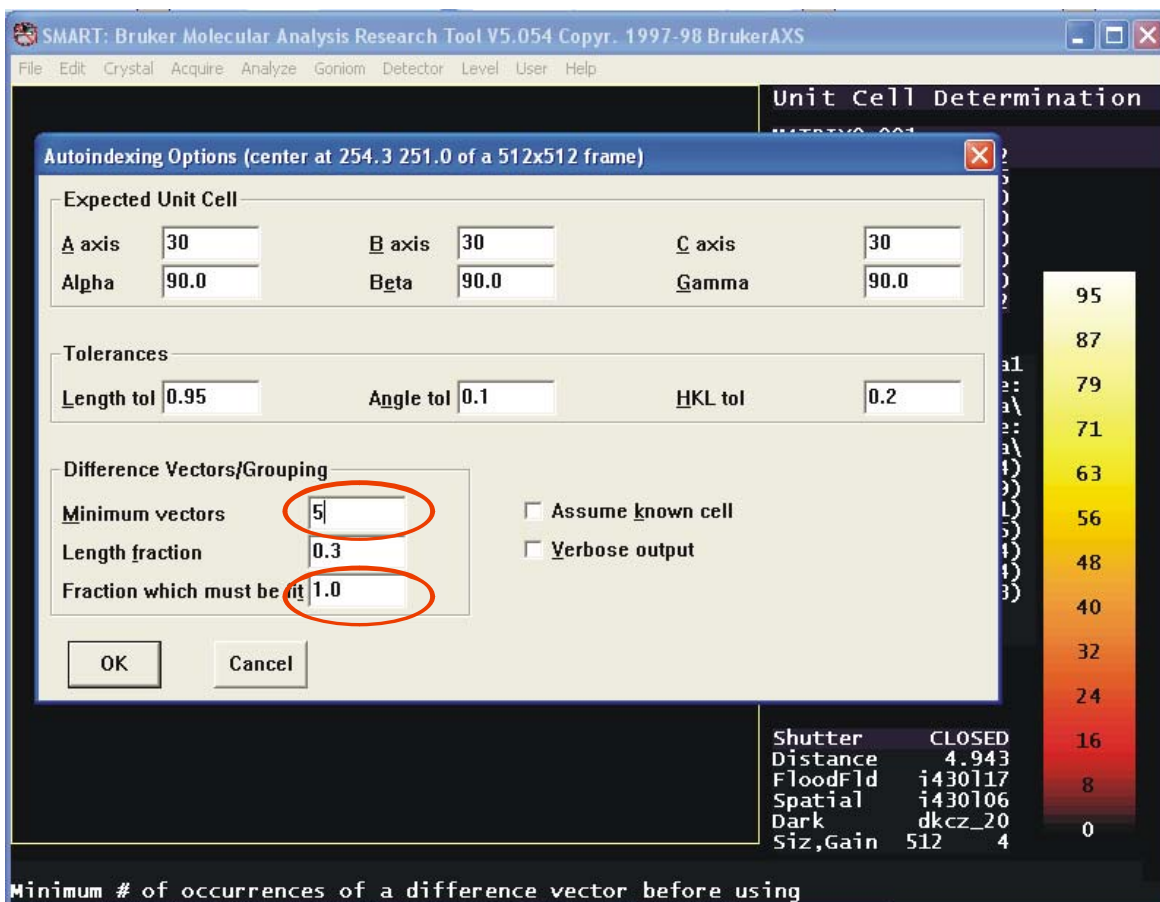 SMART: Bruker Molecular Analysis Research Tool V5.054 Copyr. 1997-98 BrukerAXS
File Edit Crystal Acquire Analyze Goniom Detector Level User Help
Unit Cell Determination
Autoindexing Options (center at 254.3 251.0 of a 512x512 frame)
Expected Unit Cell
A axis 30 B axis 30 C axis 30
Alpha 90.0 Beta 90.0 Gamma 90.0
Tolerances
Length tol 0.95 Angle tol 0.1 HKL tol 0.2
Difference Vectors/Grouping
Minimum vectors 5
Length fraction 0.3
Fraction which must be fit 1.0
Assume known cell
Verbose output
OK Cancel
95
87
79
71
63
56
48
40
32
24
16
8
0
Shutter CLOSED
Distance 4.943
FloodFld i430l17
Spatial i430l06
Dark dkcz_20
Siz,Gain 512 4
Minimum # of occurrences of a difference vector before using